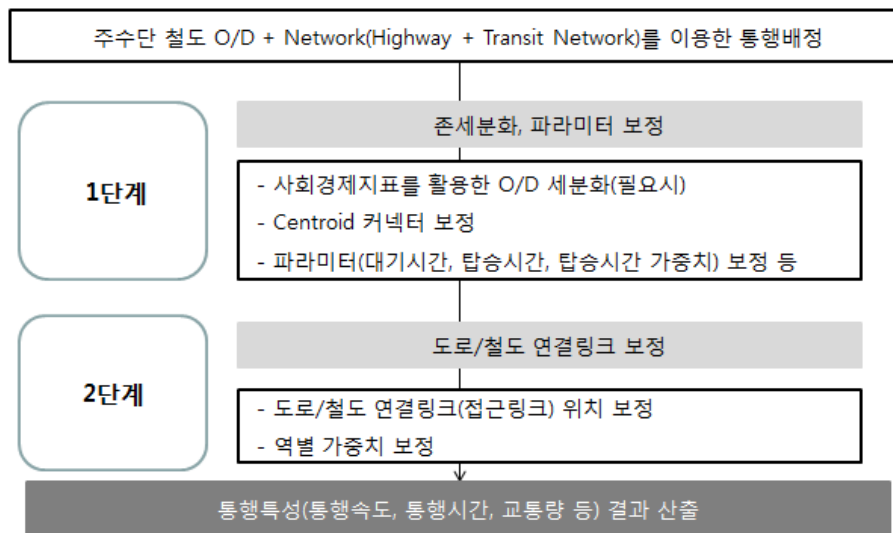 주수단 철도 O/D + Network(Highway + Transit Network)를 이용한 통행배정
1단계
존세분화, 파라미터 보정
- 사회경제지표를 활용한 O/D 세분화(필요시)
- Centroid 커넥터 보정
- 파라미터(대기시간, 탑승시간, 탑승시간 가중치) 보정 등
2단계
도로/철도 연결링크 보정
- 도로/철도 연결링크(접근링크) 위치 보정
- 역별 가중치 보정
통행특성(통행속도, 통행시간, 교통량 등) 결과 산출